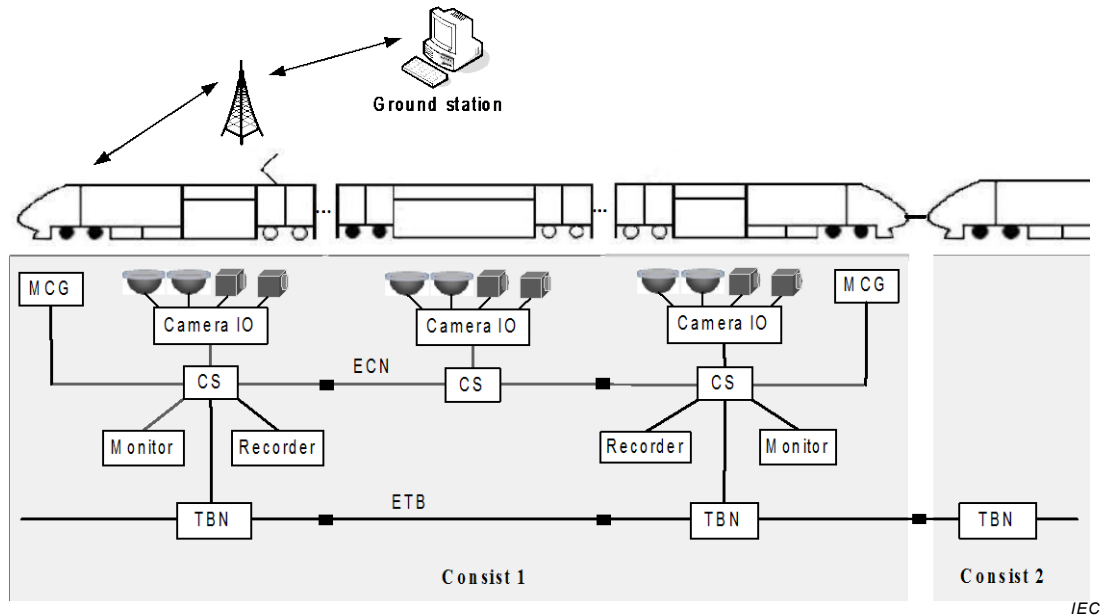 Ground station
...
...
MCG
MCG
Camera IO
Camera IO
Camera IO
ECN
CS
CS
CS
Monitor
Recorder
Recorder
Monitor
ETB
TBN
TBN
TBN
Consist 1
Consist 2
IEC